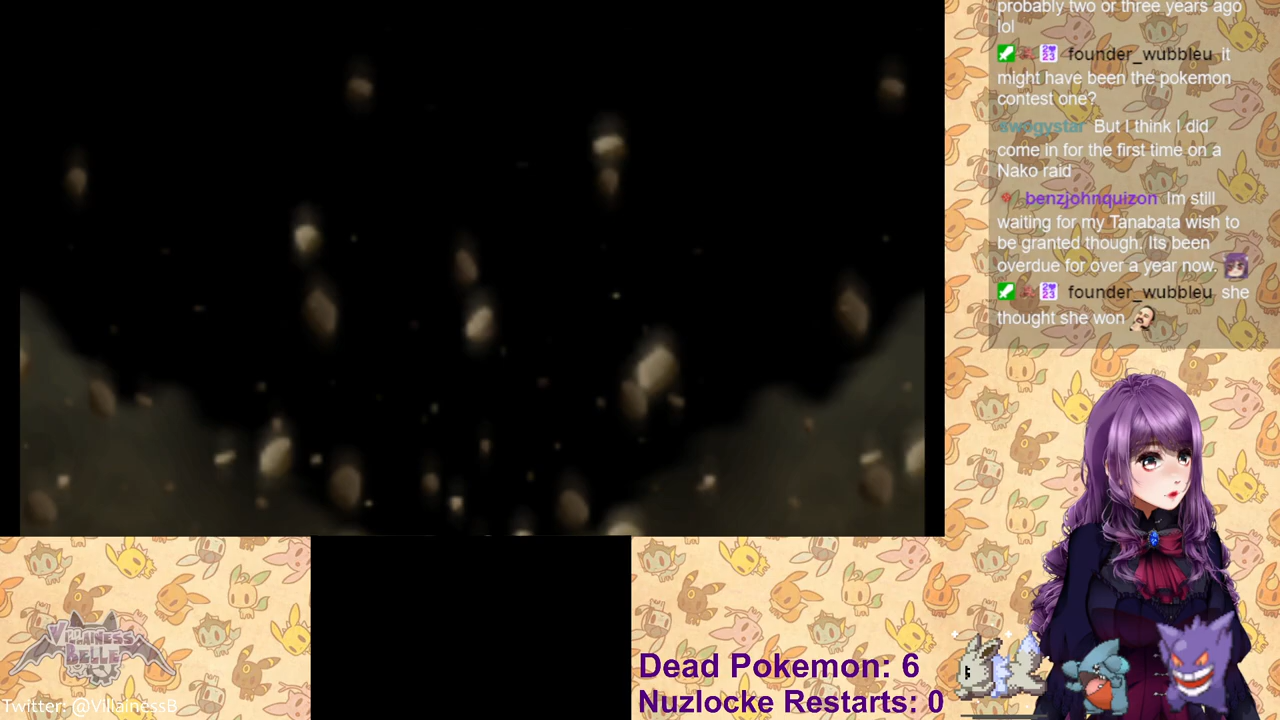 probably two or three years ago
lol
founder_wubbleu it
might have been the pokemon
contest one?
swogystar But I think I did
come in for the first time on a
Nako raid
benzjohnquizon Im still
waiting for my Tanabata wish to
be granted though. Its been
overdue for over a year now.
founder_wubbleu she
thought she won
VILLAINESS
BELLE
Twitter: @VillainessB
Dead Pokemon: 6
Nuzlocke Restarts: 0